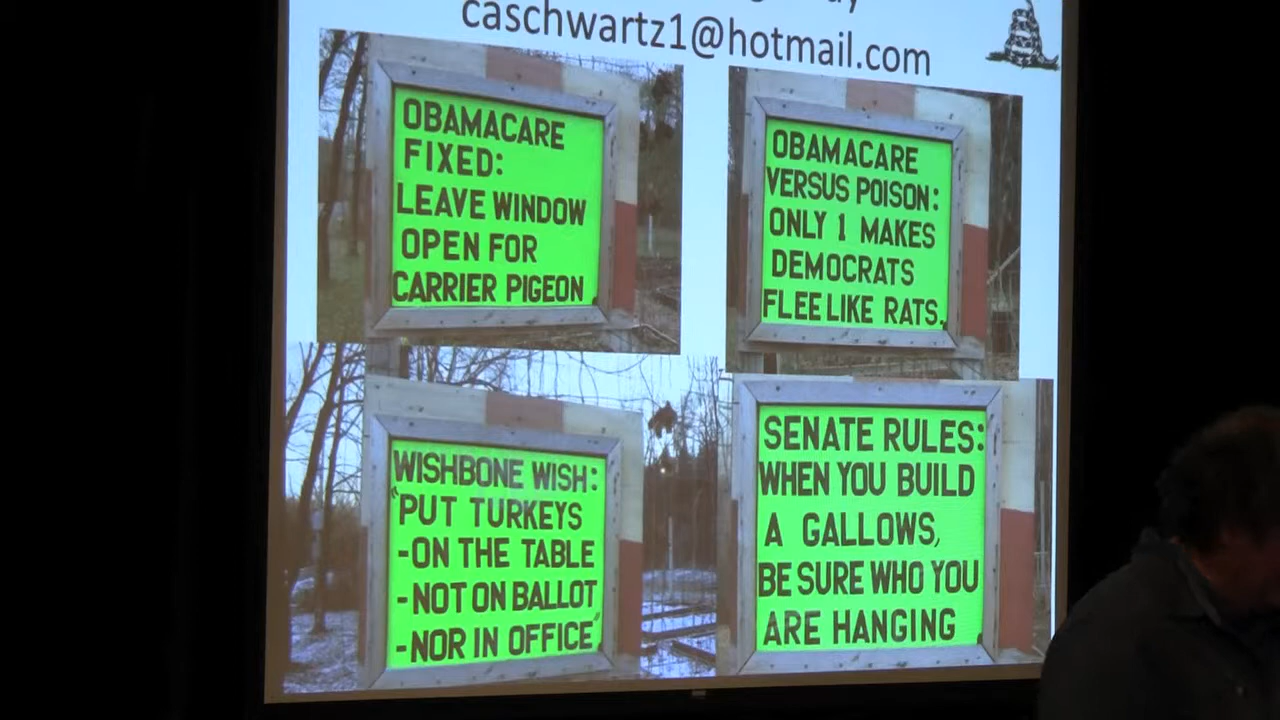 caschwartz1@hotmail.com
OBAMACARE
FIXED:
LEAVE WINDOW
OPEN FOR
CARRIER PIGEON.
OBAMACARE
VERSUS POISON:
ONLY 1 MAKES
DEMOCRATS
FLEE LIKE RATS.
WISHBONE WISH:
"PUT TURKEYS
-ON THE TABLE
-NOT ON BALLOT
-NOR IN OFFICE"
SENATE RULES:
WHEN YOU BUILD
A GALLOWS,
BE SURE WHO YOU
ARE HANGING